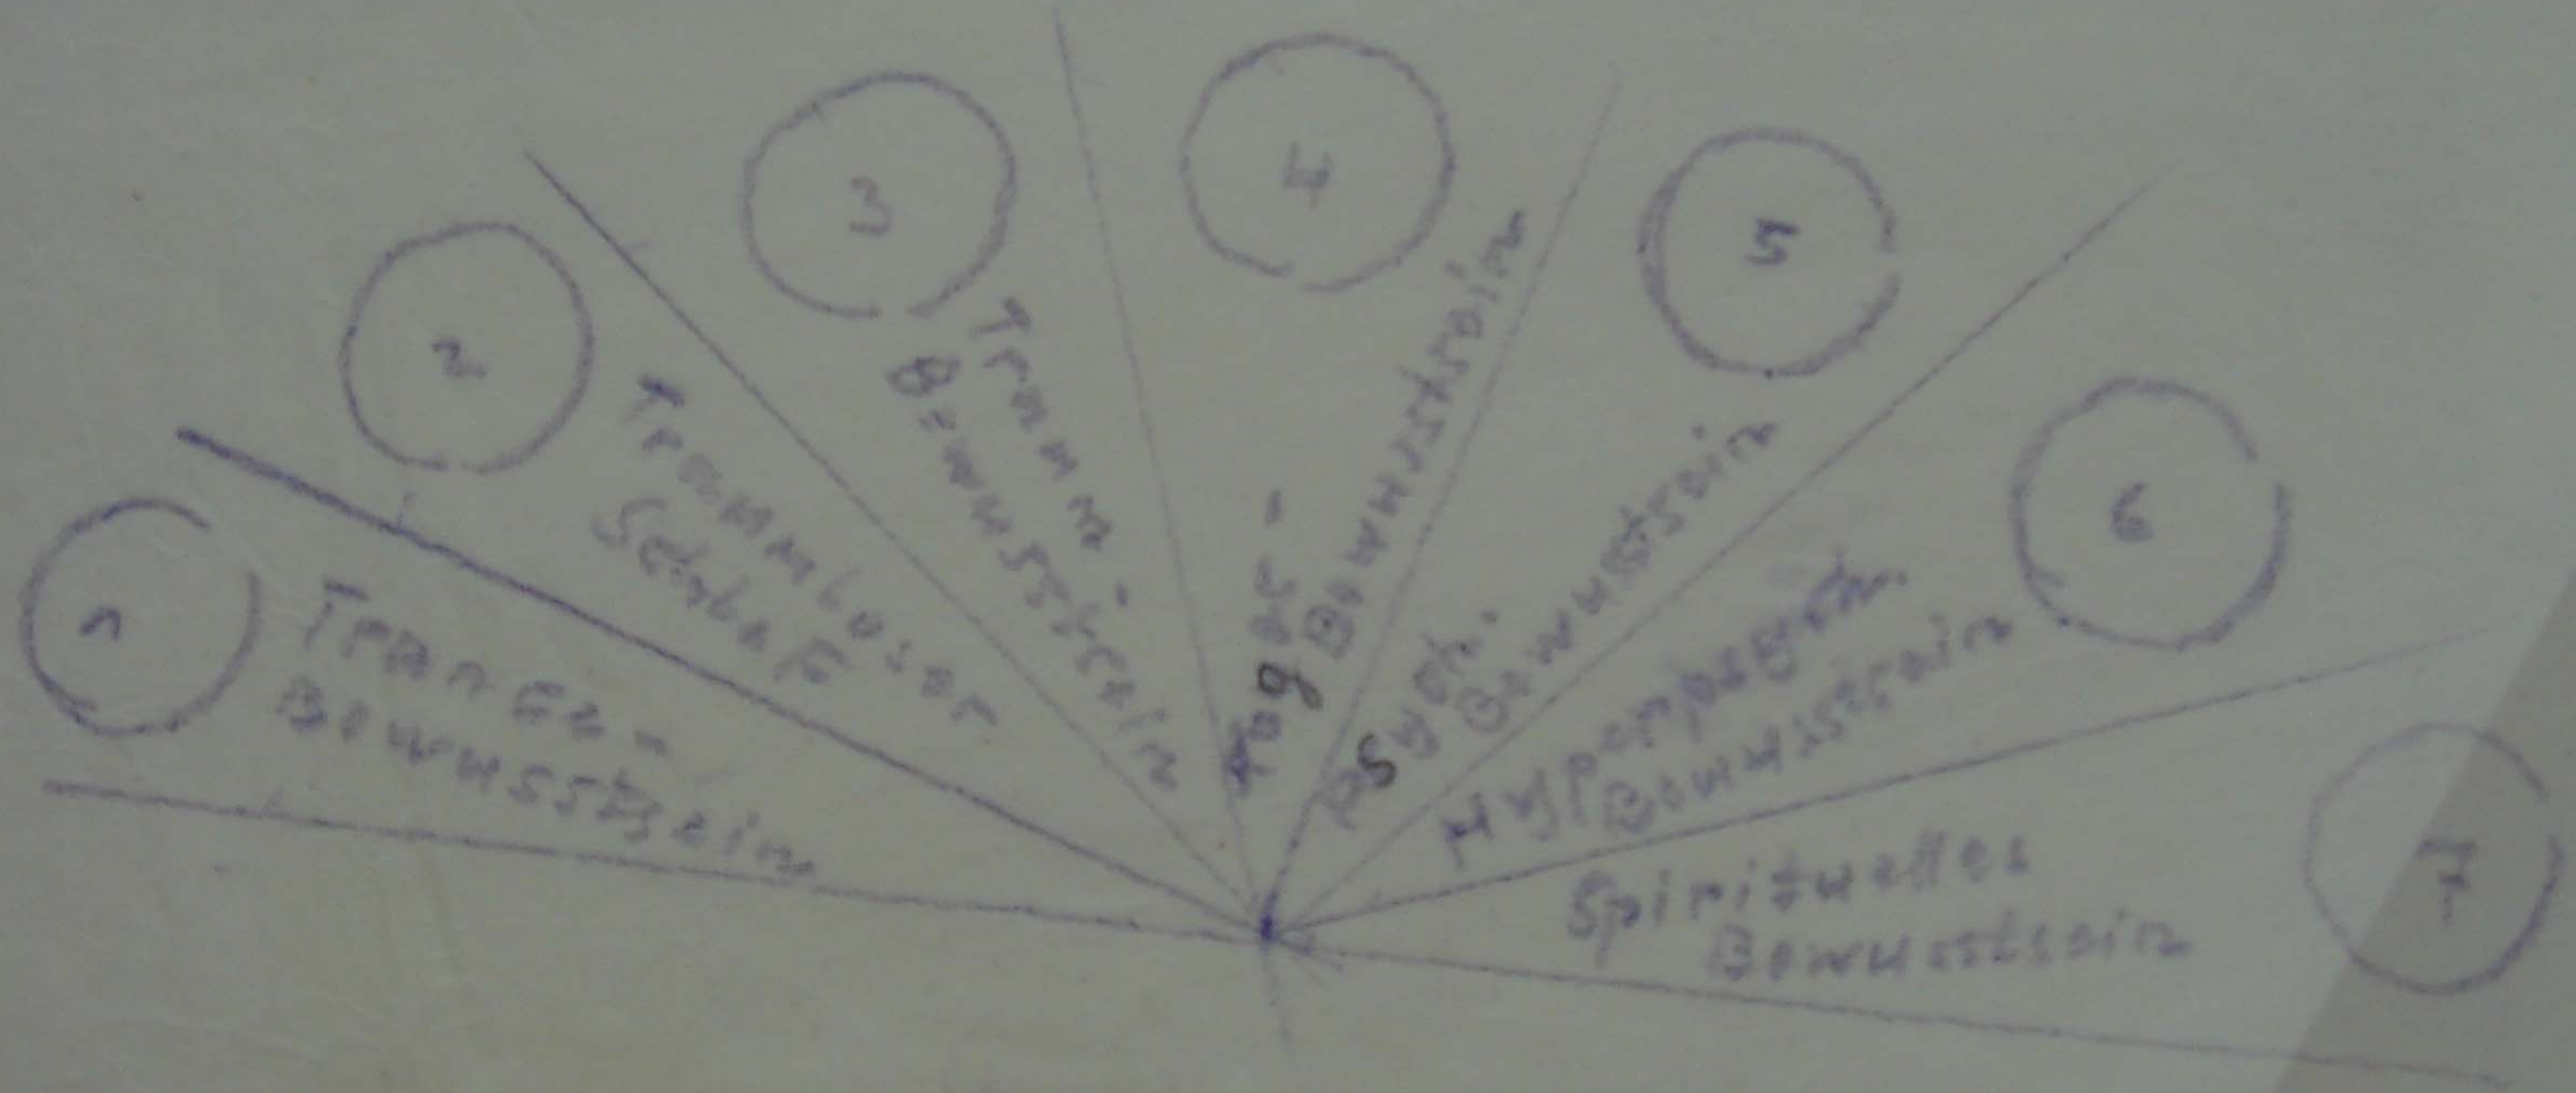 1
Trance-
Bewusstsein
2
Traumloser
Schlaf
3
Traum-
Bewusstsein
4
Tages-
Bewusstsein
5
Psych.
Bewusstsein
6
Bewusstsein
7
Spirituelles
Bewusstsein